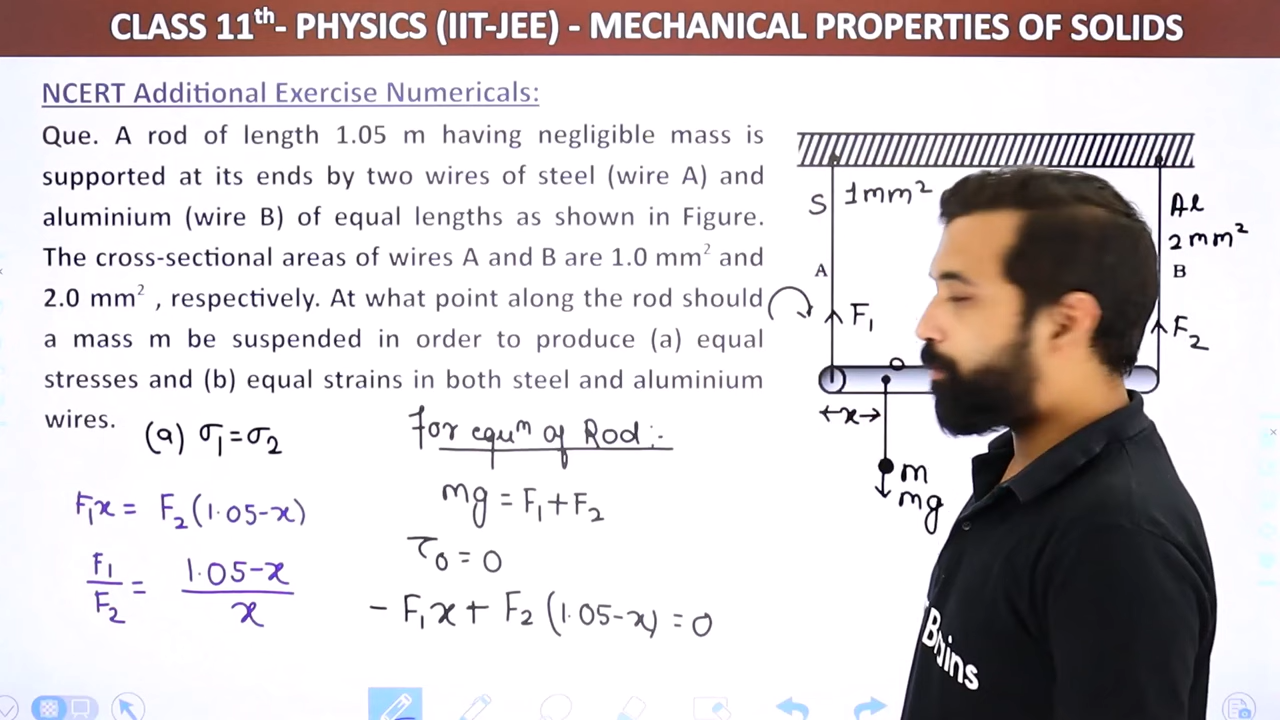 CLASS 11th- PHYSICS (IIT-JEE) - MECHANICAL PROPERTIES OF SOLIDS
NCERT Additional Exercise Numericals:
Que. A rod of length 1.05 m having negligible mass is
supported at its ends by two wires of steel (wire A) and
aluminium (wire B) of equal lengths as shown in Figure.
The cross-sectional areas of wires A and B are 1.0 mm² and
2.0 mm² , respectively. At what point along the rod should
a mass m be suspended in order to produce (a) equal
stresses and (b) equal strains in both steel and aluminium
wires.
(a) σ₁=σ₂
F₁x = F₂(1.05-x)
F₁/F₂ = (1.05-x)/x
For equᵐ of Rod:-
mg = F₁+F₂
τ₀ = 0
- F₁x + F₂ (1.05-x) = 0
S
1mm²
A
F₁
Al
2mm²
B
F₂
o
x
m
mg
Brains